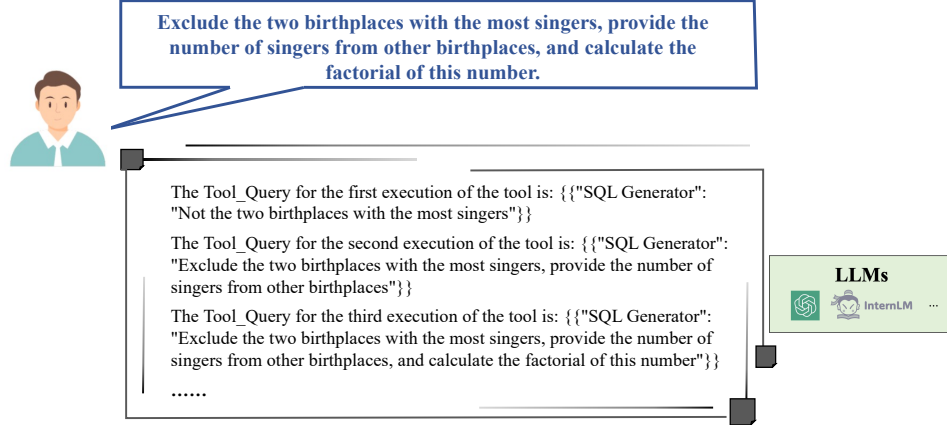 Exclude the two birthplaces with the most singers, provide the
number of singers from other birthplaces, and calculate the
factorial of this number.
The Tool_Query for the first execution of the tool is: {{"SQL Generator":
"Not the two birthplaces with the most singers"}}
The Tool_Query for the second execution of the tool is: {{"SQL Generator":
"Exclude the two birthplaces with the most singers, provide the number of
singers from other birthplaces"}}
The Tool_Query for the third execution of the tool is: {{"SQL Generator":
"Exclude the two birthplaces with the most singers, provide the number of
singers from other birthplaces, and calculate the factorial of this number"}}
......
LLMs
InternLM ...